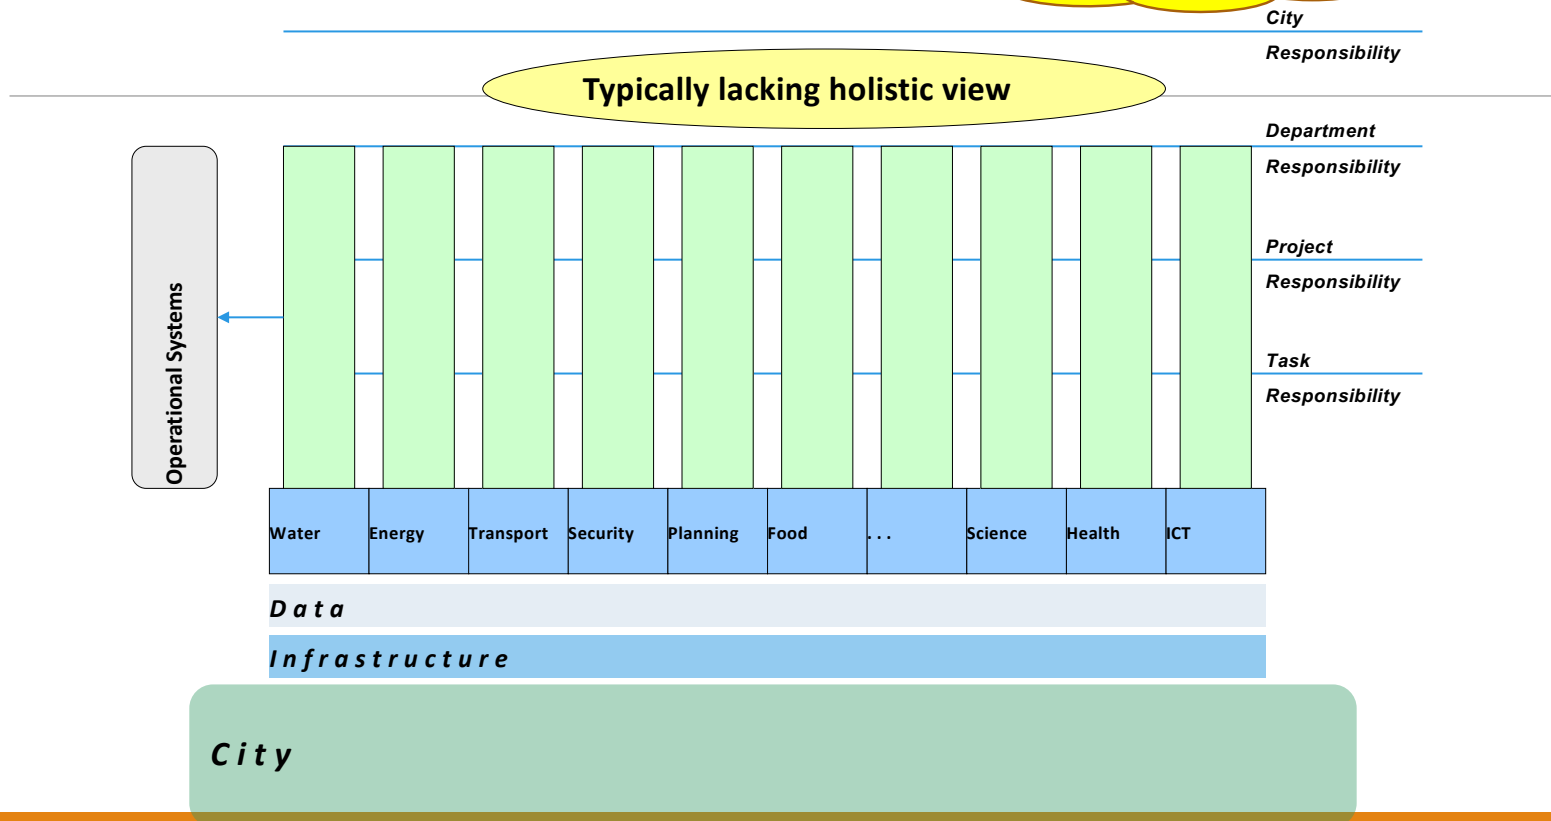 City
Responsibility
Typically lacking holistic view
Department
Responsibility
Project
Responsibility
Operational Systems
Task
Responsibility
Water Energy Transport Security Planning Food . . . Science Health ICT
Data
Infrastructure
City